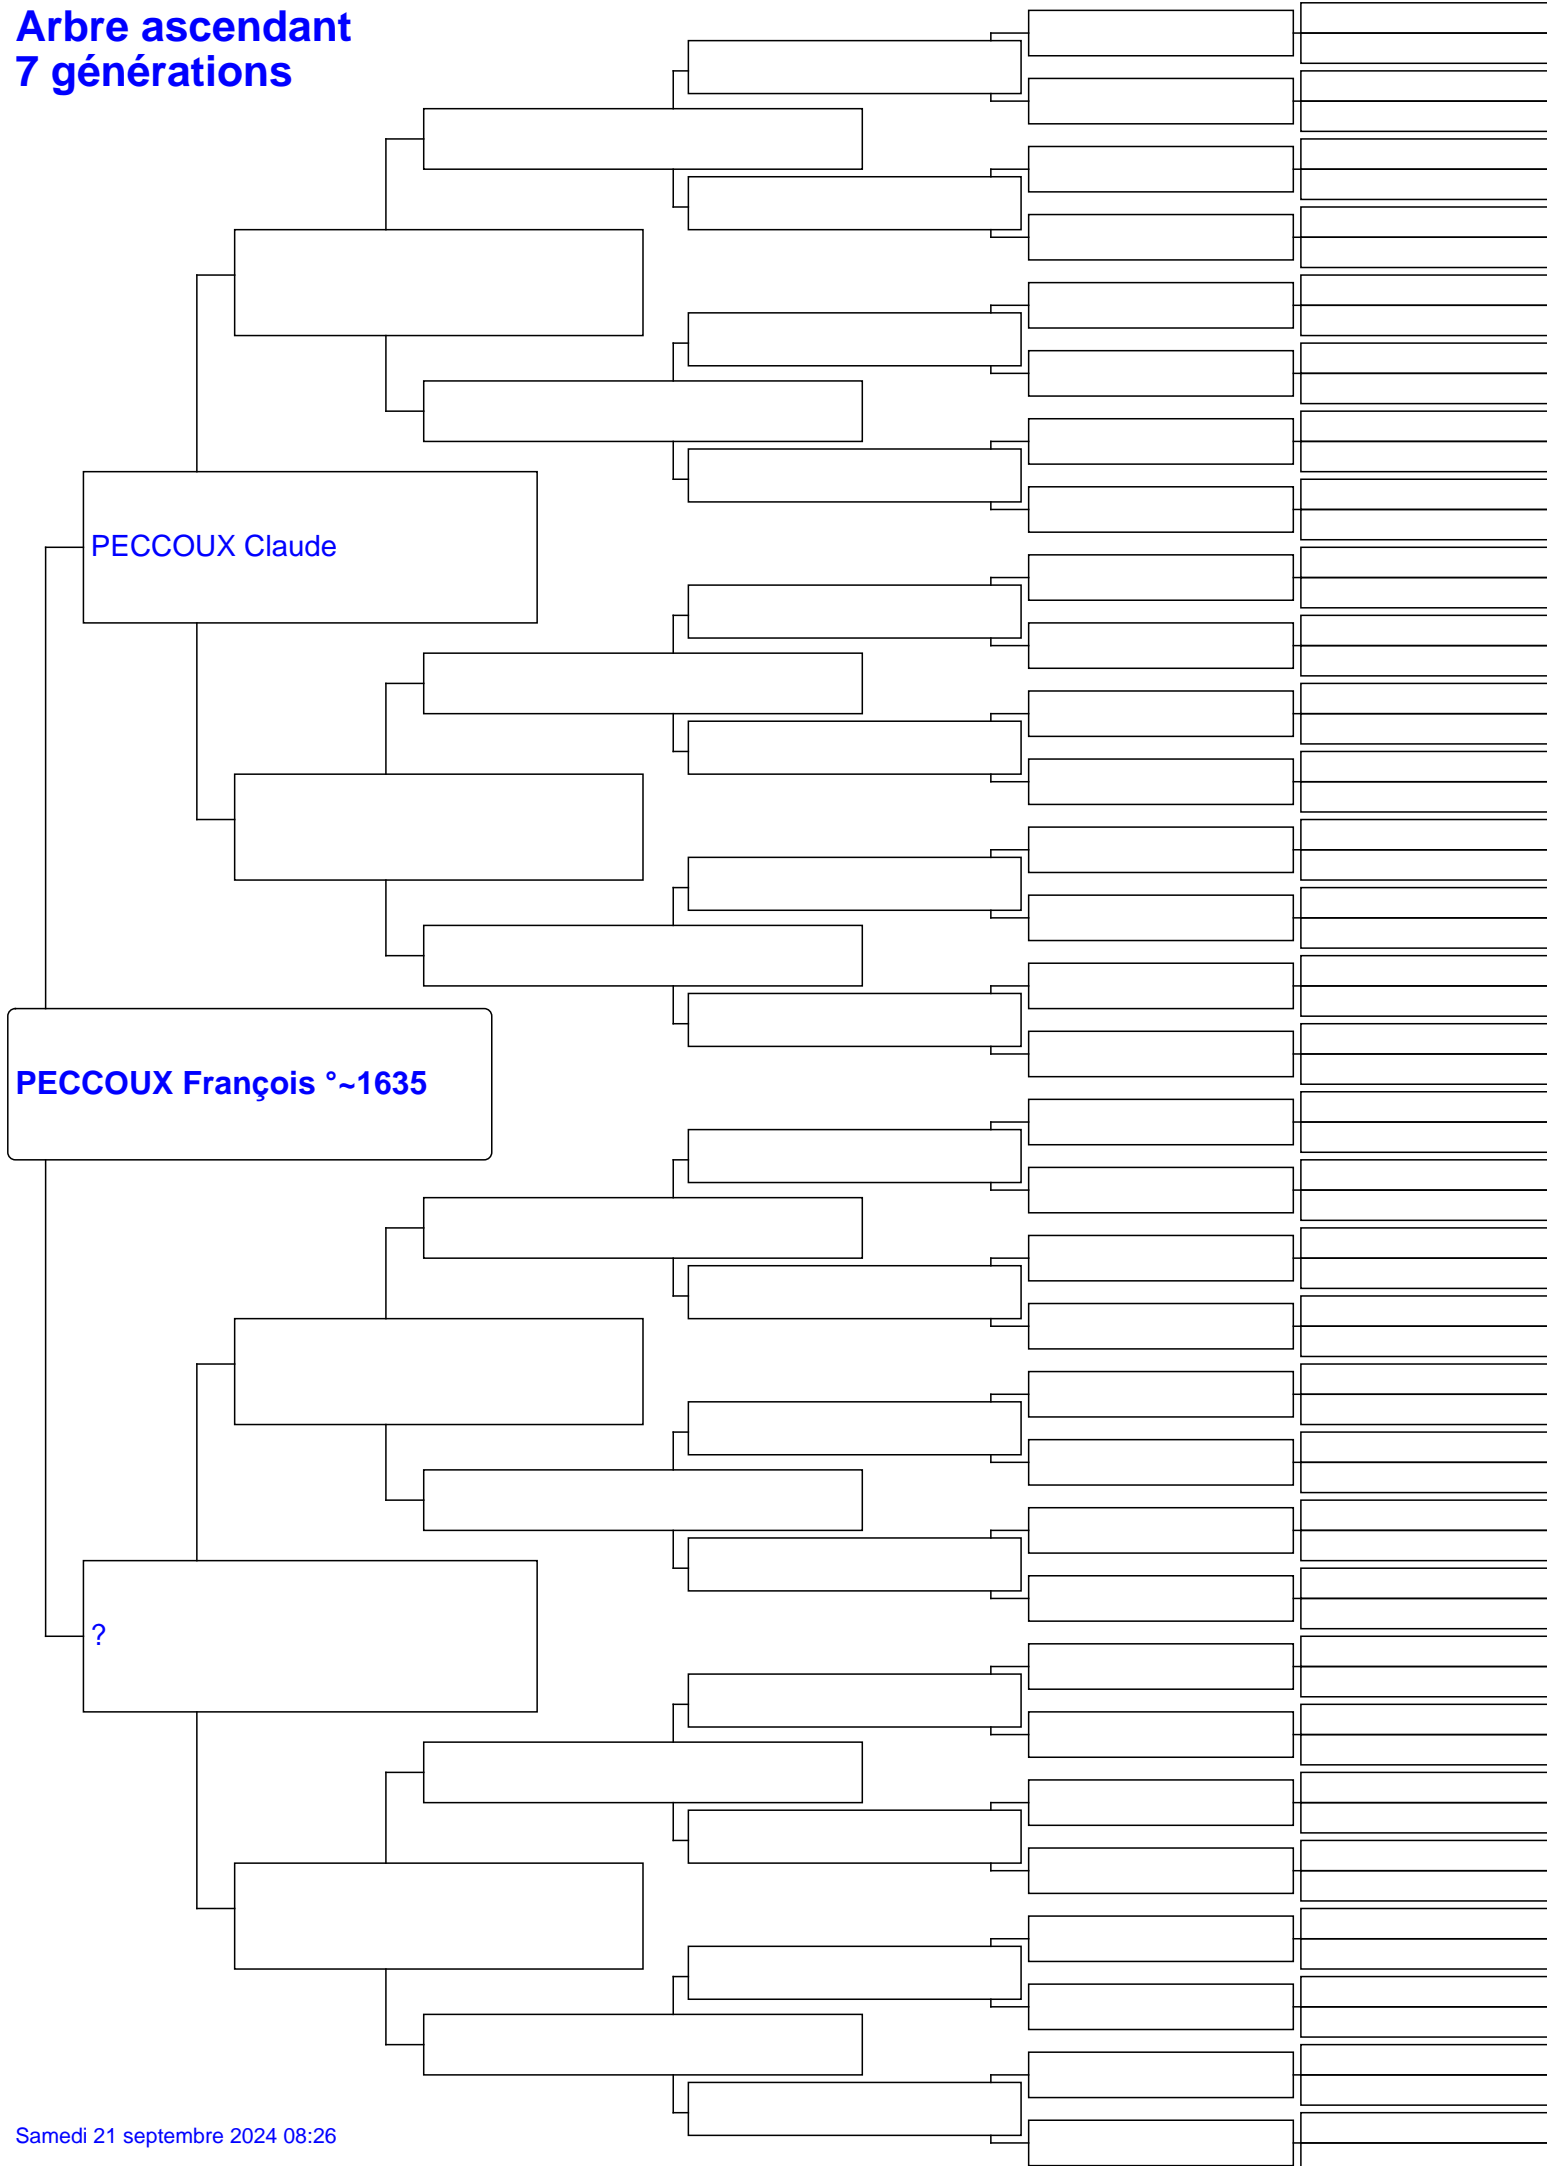 Arbre ascendant
7 générations
PECCOUX Claude
PECCOUX François °~1635
?
Samedi 21 septembre 2024 08:26